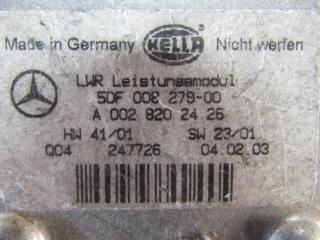 Made in Germany HELLA Nicht werfen
LWR Leistungsmodul
5DF 008 279-00
A 002 820 24 26
HW 41/01 SW 23/01
Q04 247726 04.02.03